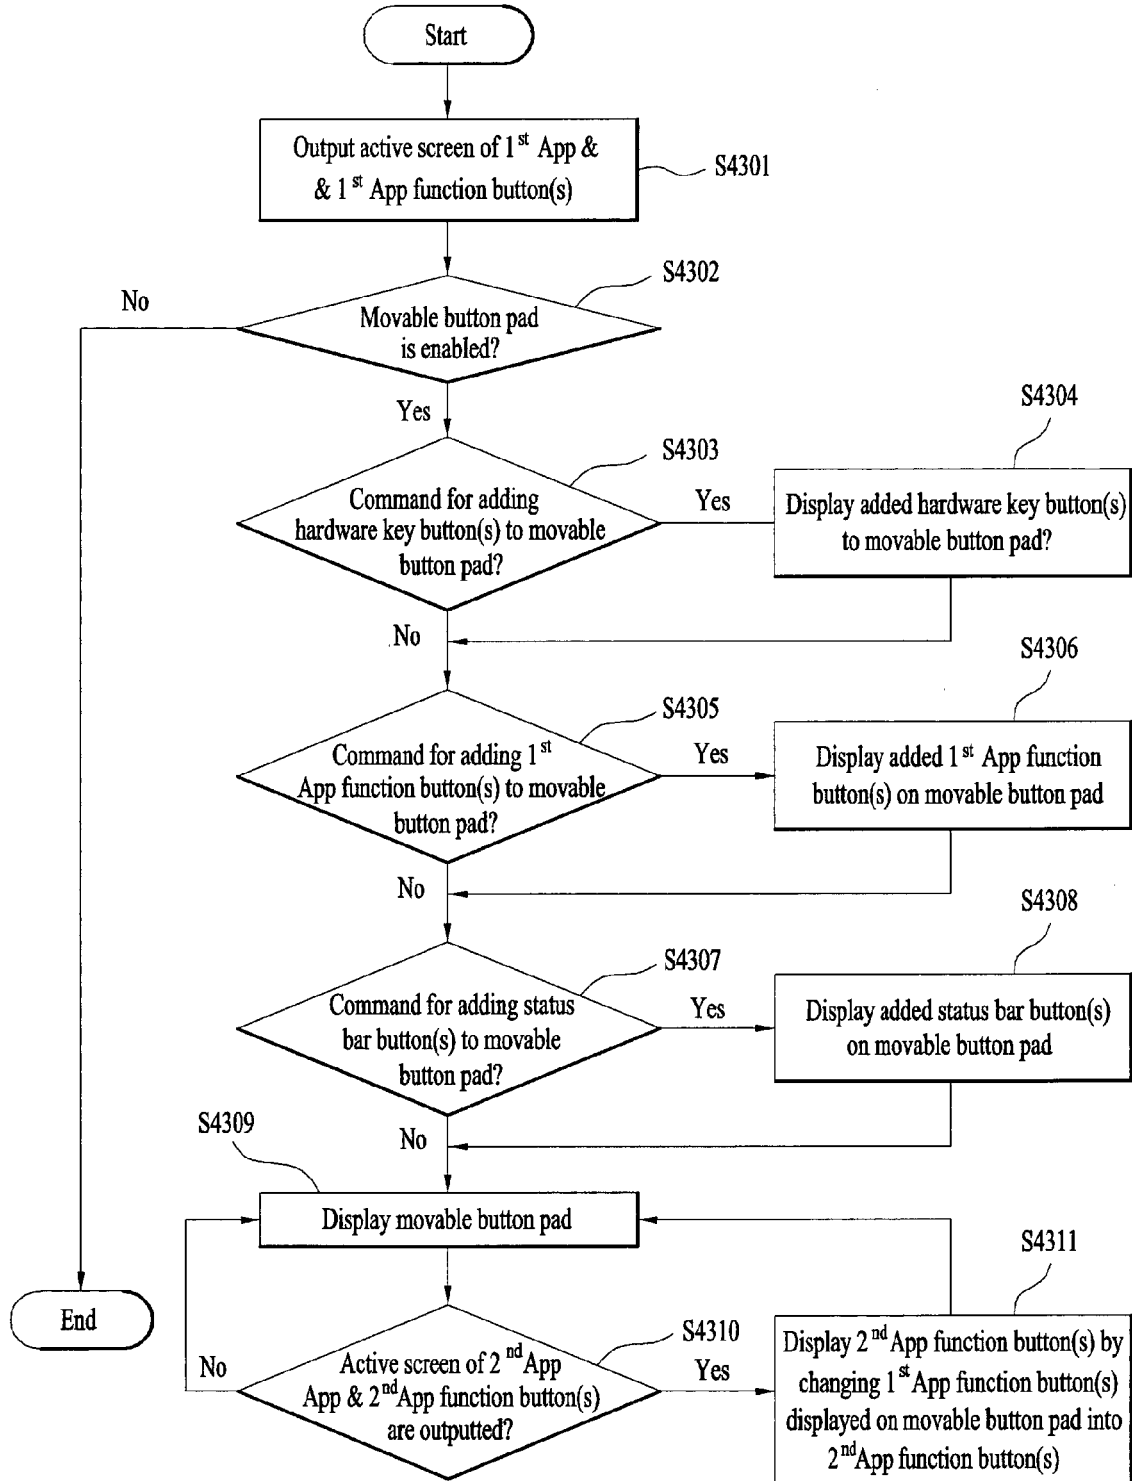 Start
Output active screen of 1st App &
& 1st App function button(s)
S4301
S4302
No
Movable button pad
is enabled?
Yes
S4303
S4304
Command for adding
hardware key button(s) to movable
button pad?
Yes
Display added hardware key button(s)
to movable button pad?
No
S4305
S4306
Command for adding 1st
App function button(s) to movable
button pad?
Yes
Display added 1st App function
button(s) on movable button pad
No
S4307
S4308
Command for adding status
bar button(s) to movable
button pad?
Yes
Display added status bar button(s)
on movable button pad
No
S4309
Display movable button pad
End
S4310
S4311
No
Active screen of 2nd App
App & 2nd App function button(s)
are outputted?
Yes
Display 2nd App function button(s) by
changing 1st App function button(s)
displayed on movable button pad into
2nd App function button(s)